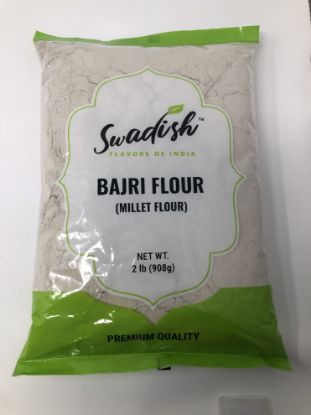 Swadish™
FLAVORS OF INDIA
BAJRI FLOUR
(MILLET FLOUR)
NET WT.
2 lb (908g)
PREMIUM QUALITY